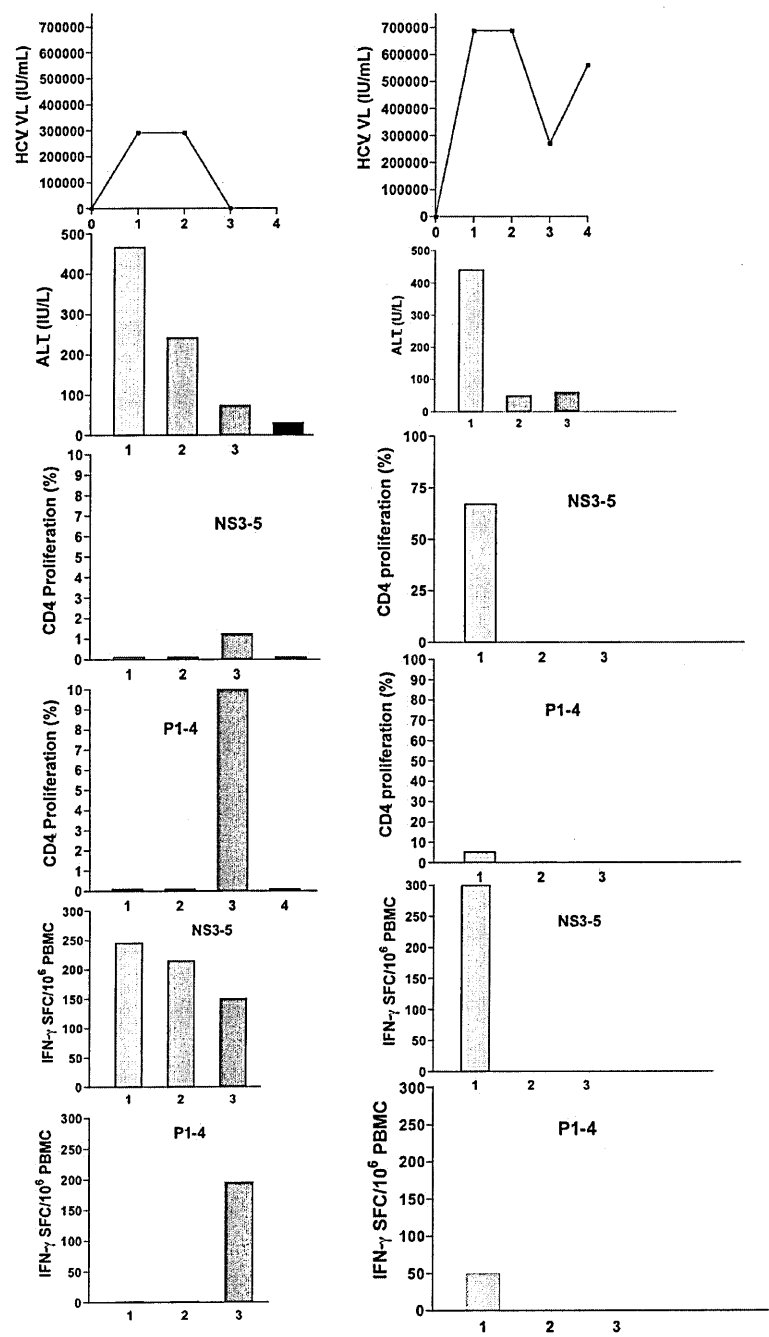 HCV VL (IU/mL)
700000
600000
500000
400000
300000
200000
100000
0
0 1 2 3 4
ALT (IU/L)
500
400
300
200
100
0
1 2 3
CD4 Proliferation (%)
10
9
8
7
6
5
4
3
2
1
0
NS3-5
1 2 3 4
CD4 Proliferation (%)
10
9
8
7
6
5
4
3
2
1
0
P1-4
1 2 3 4
IFN-γ SFC/10⁶ PBMC
300
250
200
150
100
50
0
NS3-5
1 2 3
IFN-γ SFC/10⁶ PBMC
300
250
200
150
100
50
0
P1-4
1 2 3
HCV VL (IU/mL)
700000
600000
500000
400000
300000
200000
100000
0
0 1 2 3 4
ALT (U/L)
500
400
300
200
100
0
1 2 3
CD4 proliferation (%)
100
75
50
25
0
NS3-5
1 2 3
CD4 proliferation (%)
100
90
80
70
60
50
40
30
20
10
0
P1-4
1 2 3
IFN-γ SFC/10⁶ PBMC
300
250
200
150
100
50
0
NS3-5
1 2 3
IFN-γ SFC/10⁶ PBMC
300
250
200
150
100
50
0
P1-4
1 2 3